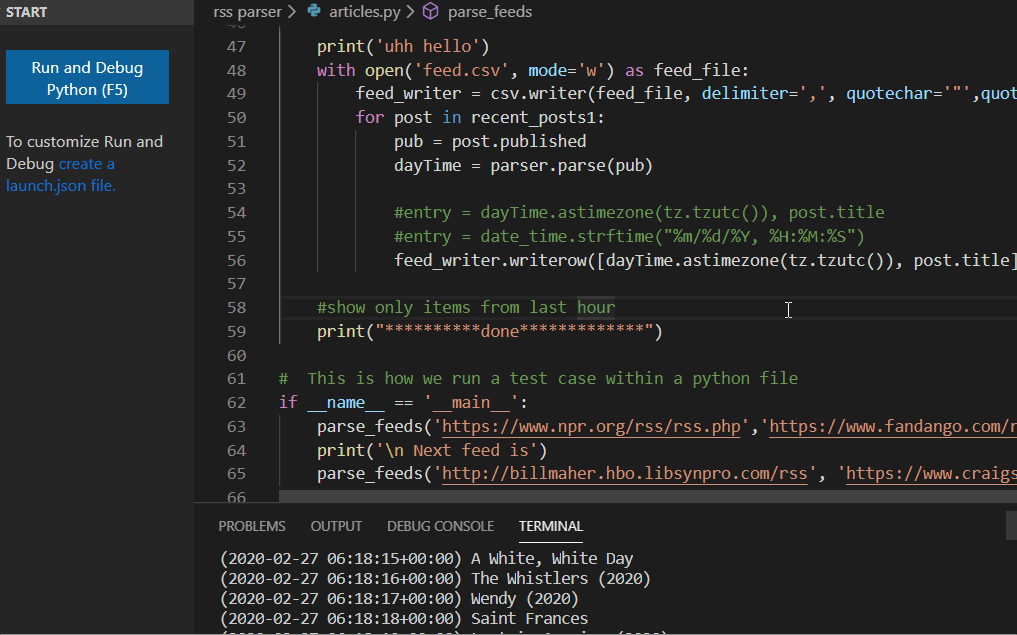 START
Run and Debug
Python (F5)
To customize Run and
Debug create a
launch.json file.
rss parser > articles.py > parse_feeds
46
47 print('uhh hello')
48 with open('feed.csv', mode='w') as feed_file:
49 feed_writer = csv.writer(feed_file, delimiter=',', quotechar='"',quot
50 for post in recent_posts1:
51 pub = post.published
52 dayTime = parser.parse(pub)
53
54 #entry = dayTime.astimezone(tz.tzutc()), post.title
55 #entry = date_time.strftime("%m/%d/%Y, %H:%M:%S")
56 feed_writer.writerow([dayTime.astimezone(tz.tzutc()), post.title]
57
58 #show only items from last hour
59 print("**********done*************")
60
61 #  This is how we run a test case within a python file
62 if __name__ == '__main__':
63 parse_feeds('https://www.npr.org/rss/rss.php','https://www.fandango.com/r
64 print('\n Next feed is')
65 parse_feeds('http://billmaher.hbo.libsynpro.com/rss', 'https://www.craigs
66
PROBLEMS OUTPUT DEBUG CONSOLE TERMINAL
(2020-02-27 06:18:15+00:00) A White, White Day
(2020-02-27 06:18:16+00:00) The Whistlers (2020)
(2020-02-27 06:18:17+00:00) Wendy (2020)
(2020-02-27 06:18:18+00:00) Saint Frances